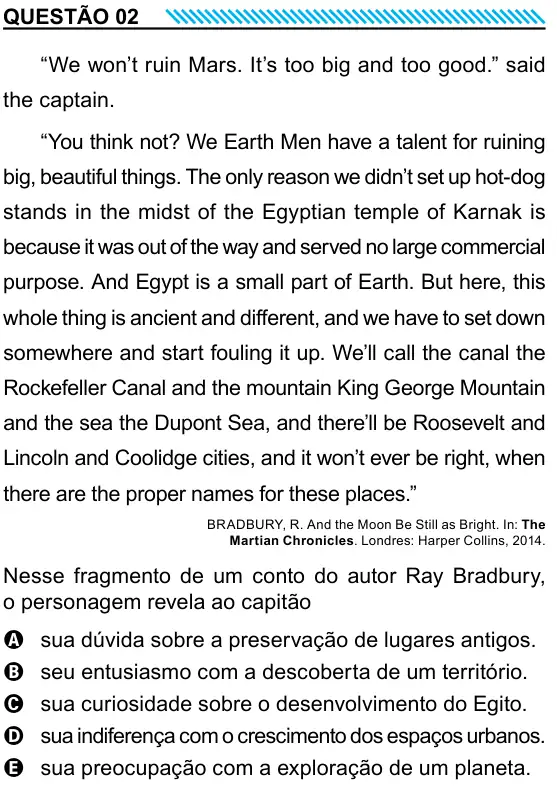 QUESTÃO 02
“We won’t ruin Mars. It’s too big and too good.” said
the captain.
“You think not? We Earth Men have a talent for ruining
big, beautiful things. The only reason we didn’t set up hot-dog
stands in the midst of the Egyptian temple of Karnak is
because it was out of the way and served no large commercial
purpose. And Egypt is a small part of Earth. But here, this
whole thing is ancient and different, and we have to set down
somewhere and start fouling it up. We’ll call the canal the
Rockefeller Canal and the mountain King George Mountain
and the sea the Dupont Sea, and there’ll be Roosevelt and
Lincoln and Coolidge cities, and it won’t ever be right, when
there are the proper names for these places.”
BRADBURY, R. And the Moon Be Still as Bright. In: The
Martian Chronicles. Londres: Harper Collins, 2014.
Nesse fragmento de um conto do autor Ray Bradbury,
o personagem revela ao capitão
A sua dúvida sobre a preservação de lugares antigos.
B seu entusiasmo com a descoberta de um território.
C sua curiosidade sobre o desenvolvimento do Egito.
D sua indiferença com o crescimento dos espaços urbanos.
E sua preocupação com a exploração de um planeta.